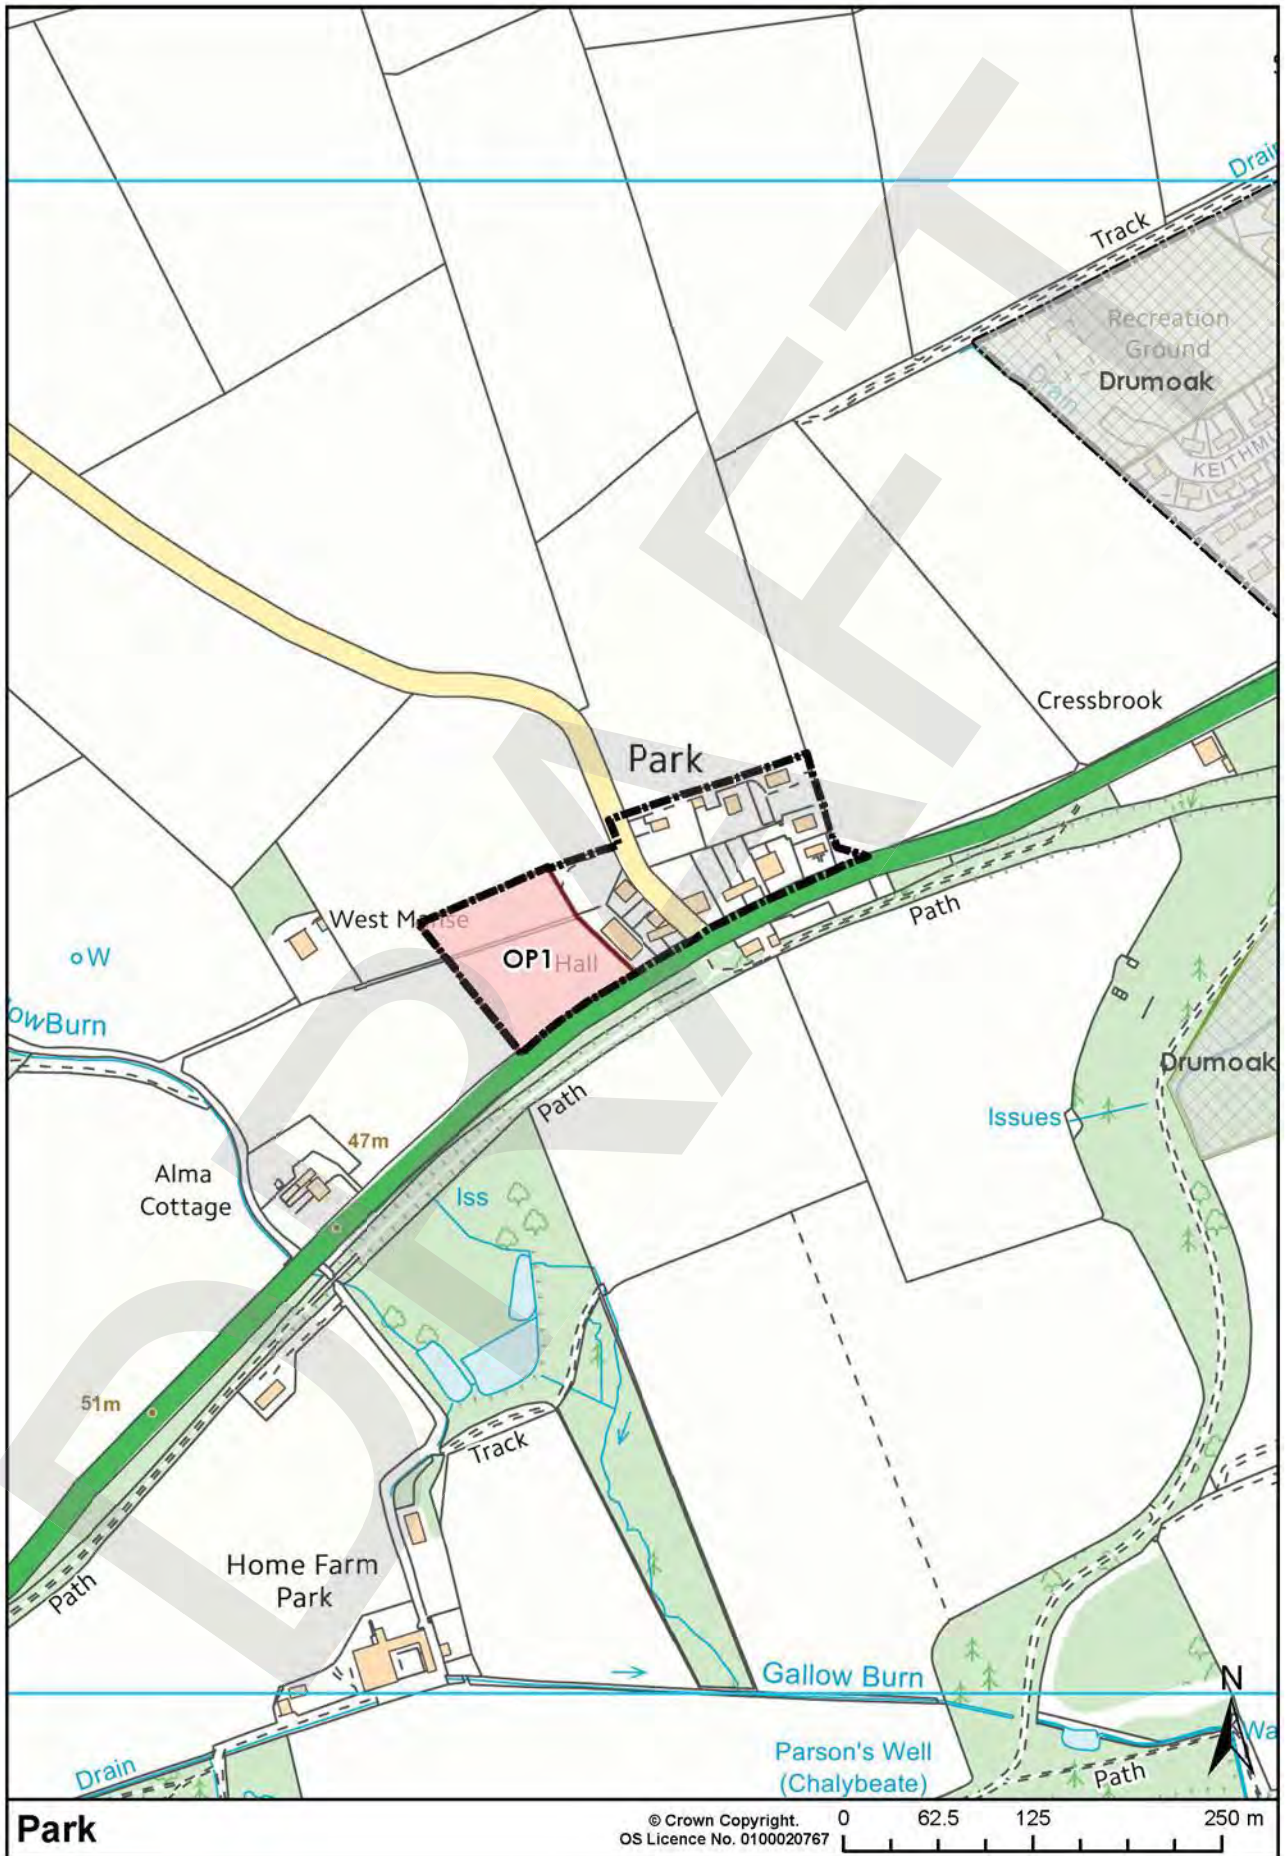 Drain
Track
Recreation
Ground
Drumoak
Drain
Cressbrook
Park
West Manse
OP1
Hall
W
Path
Drumoak
Issues
Path
47m
Alma
Cottage
Iss
51m
Track
Home Farm
Park
Path
Gallow Burn
N
Parson's Well
(Chalybeate)
Drain
Path
DRAFT
Park
© Crown Copyright.
OS Licence No. 0100020767
0 62.5 125 250 m